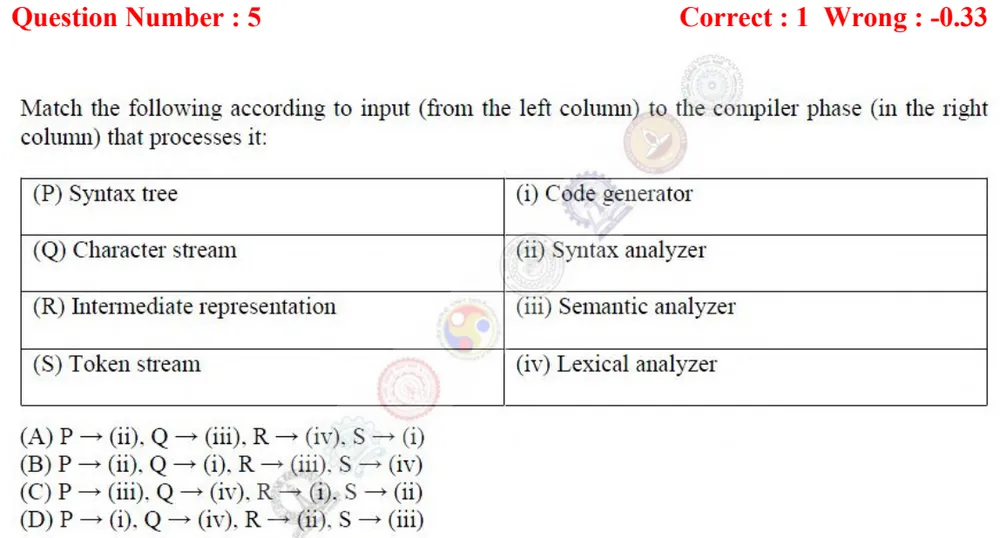 Question Number : 5 Correct : 1 Wrong : -0.33
Match the following according to input (from the left column) to the compiler phase (in the right
column) that processes it:
(P) Syntax tree (i) Code generator
(Q) Character stream (ii) Syntax analyzer
(R) Intermediate representation (iii) Semantic analyzer
(S) Token stream (iv) Lexical analyzer
(A) P → (ii), Q → (iii), R → (iv), S → (i)
(B) P → (ii), Q → (i), R → (iii), S → (iv)
(C) P → (iii), Q → (iv), R → (i), S → (ii)
(D) P → (i), Q → (iv), R → (ii), S → (iii)